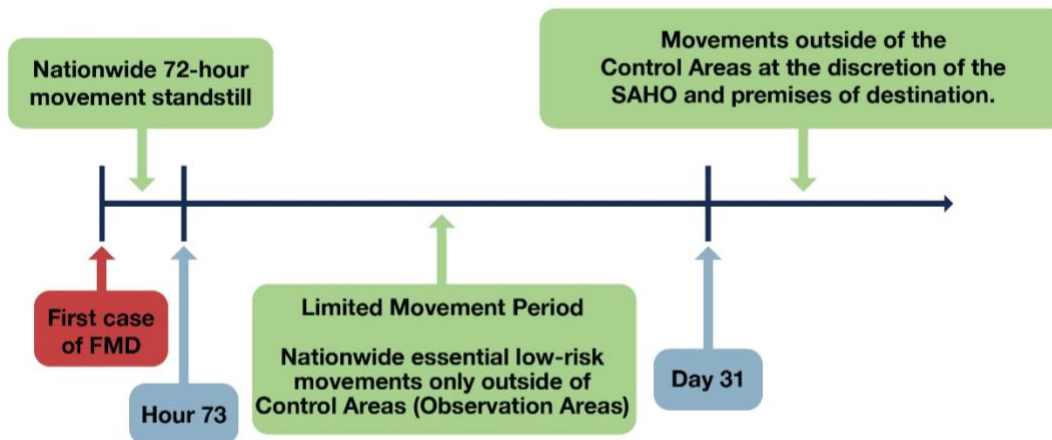 Nationwide 72-hour
movement standstill
Movements outside of the
Control Areas at the discretion of the
SAHO and premises of destination.
First case
of FMD
Hour 73
Limited Movement Period
Nationwide essential low-risk
movements only outside of
Control Areas (Observation Areas)
Day 31